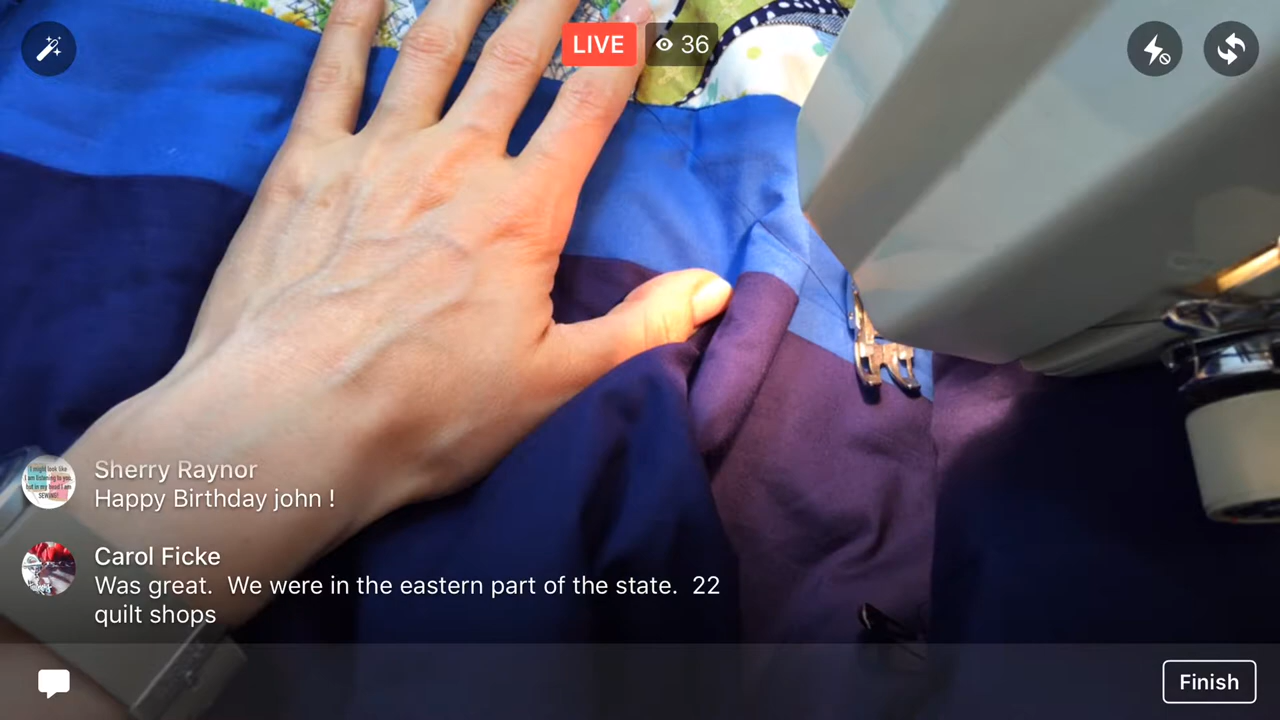 LIVE
36
Sherry Raynor
Happy Birthday john !
Carol Ficke
Was great.  We were in the eastern part of the state.  22
quilt shops
Finish